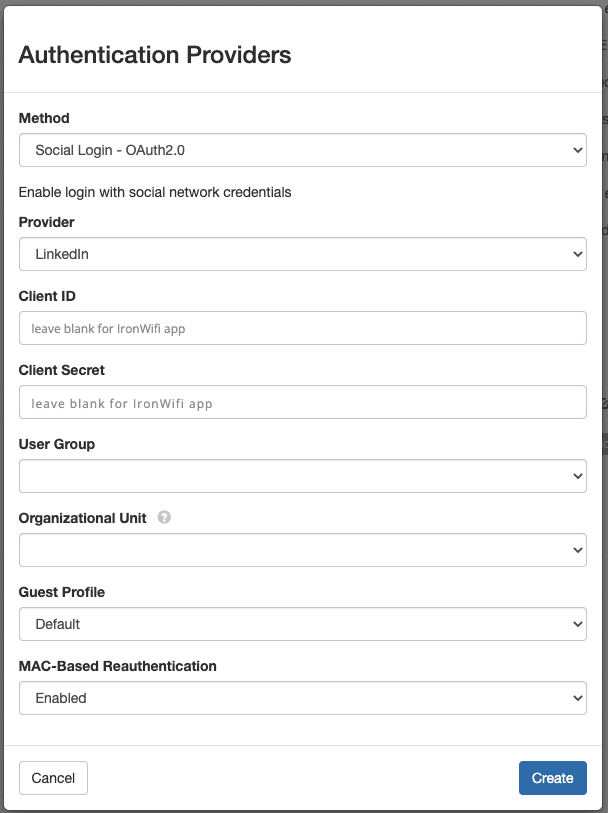 Authentication Providers
Method
Social Login - OAuth2.0
Enable login with social network credentials
Provider
LinkedIn
Client ID
leave blank for IronWifi app
Client Secret
leave blank for IronWifi app
User Group
Organizational Unit ?
Guest Profile
Default
MAC-Based Reauthentication
Enabled
Cancel
Create